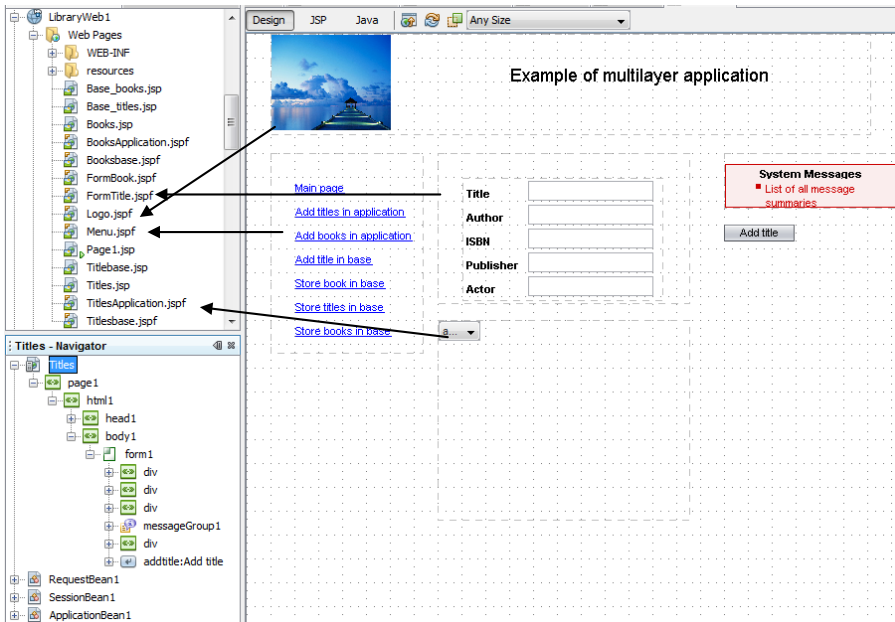 LibraryWeb1
Web Pages
WEB-INF
resources
Base_books.jsp
Base_titles.jsp
Books.jsp
BooksApplication.jspf
Booksbase.jspf
FormBook.jspf
FormTitle.jspf
Logo.jspf
Menu.jspf
Page1.jsp
Titlebase.jsp
Titles.jsp
TitlesApplication.jspf
Titlesbase.jspf
Titles - Navigator
Titles
page1
html1
head1
body1
form1
div
div
div
messageGroup1
div
addtitle:Add title
RequestBean1
SessionBean1
ApplicationBean1
Design JSP Java Any Size
Example of multilayer application
Main page
Add titles in application
Add books in application
Add title in base
Store book in base
Store titles in base
Store books in base
Title
Author
ISBN
Publisher
Actor
a...
System Messages
List of all message
summaries
Add title